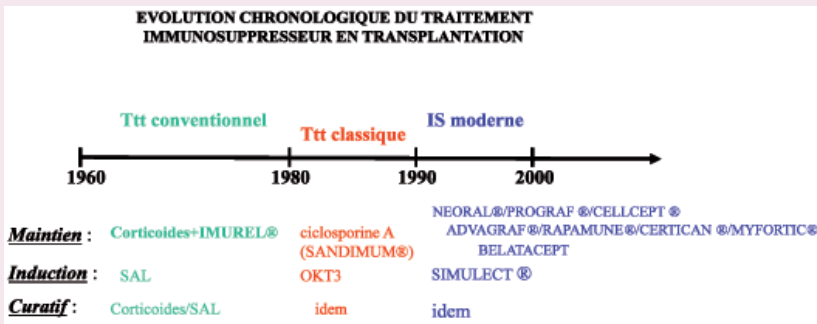 EVOLUTION CHRONOLOGIQUE DU TRAITEMENT
IMMUNOSUPPRESSEUR EN TRANSPLANTATION
Ttt conventionnel
Ttt classique
IS moderne
1960
1980
1990
2000
Maintien : Corticoides+IMUREL® ciclosporine A
(SANDIMUM®)
NEORAL®/PROGRAF ®/CELLCEPT ®
ADVAGRAF®/RAPAMUNE®/CERTICAN ®/MYFORTIC®
BELATACEPT
Induction : SAL OKT3 SIMULECT ®
Curatif : Corticoides/SAL idem idem